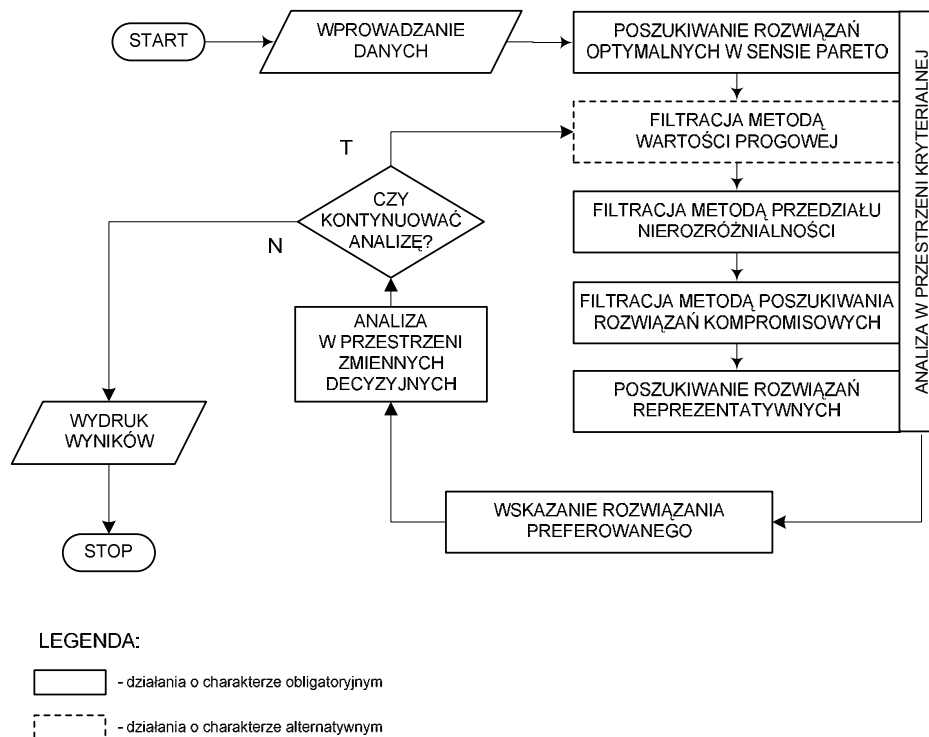 START
WPROWADZANIE
DANYCH
POSZUKIWANIE ROZWIĄZAŃ
OPTYMALNYCH W SENSIE PARETO
FILTRACJA METODĄ
WARTOŚCI PROGOWEJ
FILTRACJA METODĄ PRZEDZIAŁU
NIEROZRÓŻNIALNOŚCI
FILTRACJA METODĄ POSZUKIWANIA
ROZWIĄZAŃ KOMPROMISOWYCH
POSZUKIWANIE ROZWIĄZAŃ
REPREZENTATYWNYCH
ANALIZA W PRZESTRZENI KRYTERIALNEJ
WSKAZANIE ROZWIĄZANIA
PREFEROWANEGO
ANALIZA
W PRZESTRZENI
ZMIENNYCH
DECYZYJNYCH
CZY
KONTYNUOWAĆ
ANALIZĘ?
T
N
WYDRUK
WYNIKÓW
STOP
LEGENDA:
- działania o charakterze obligatoryjnym
- działania o charakterze alternatywnym